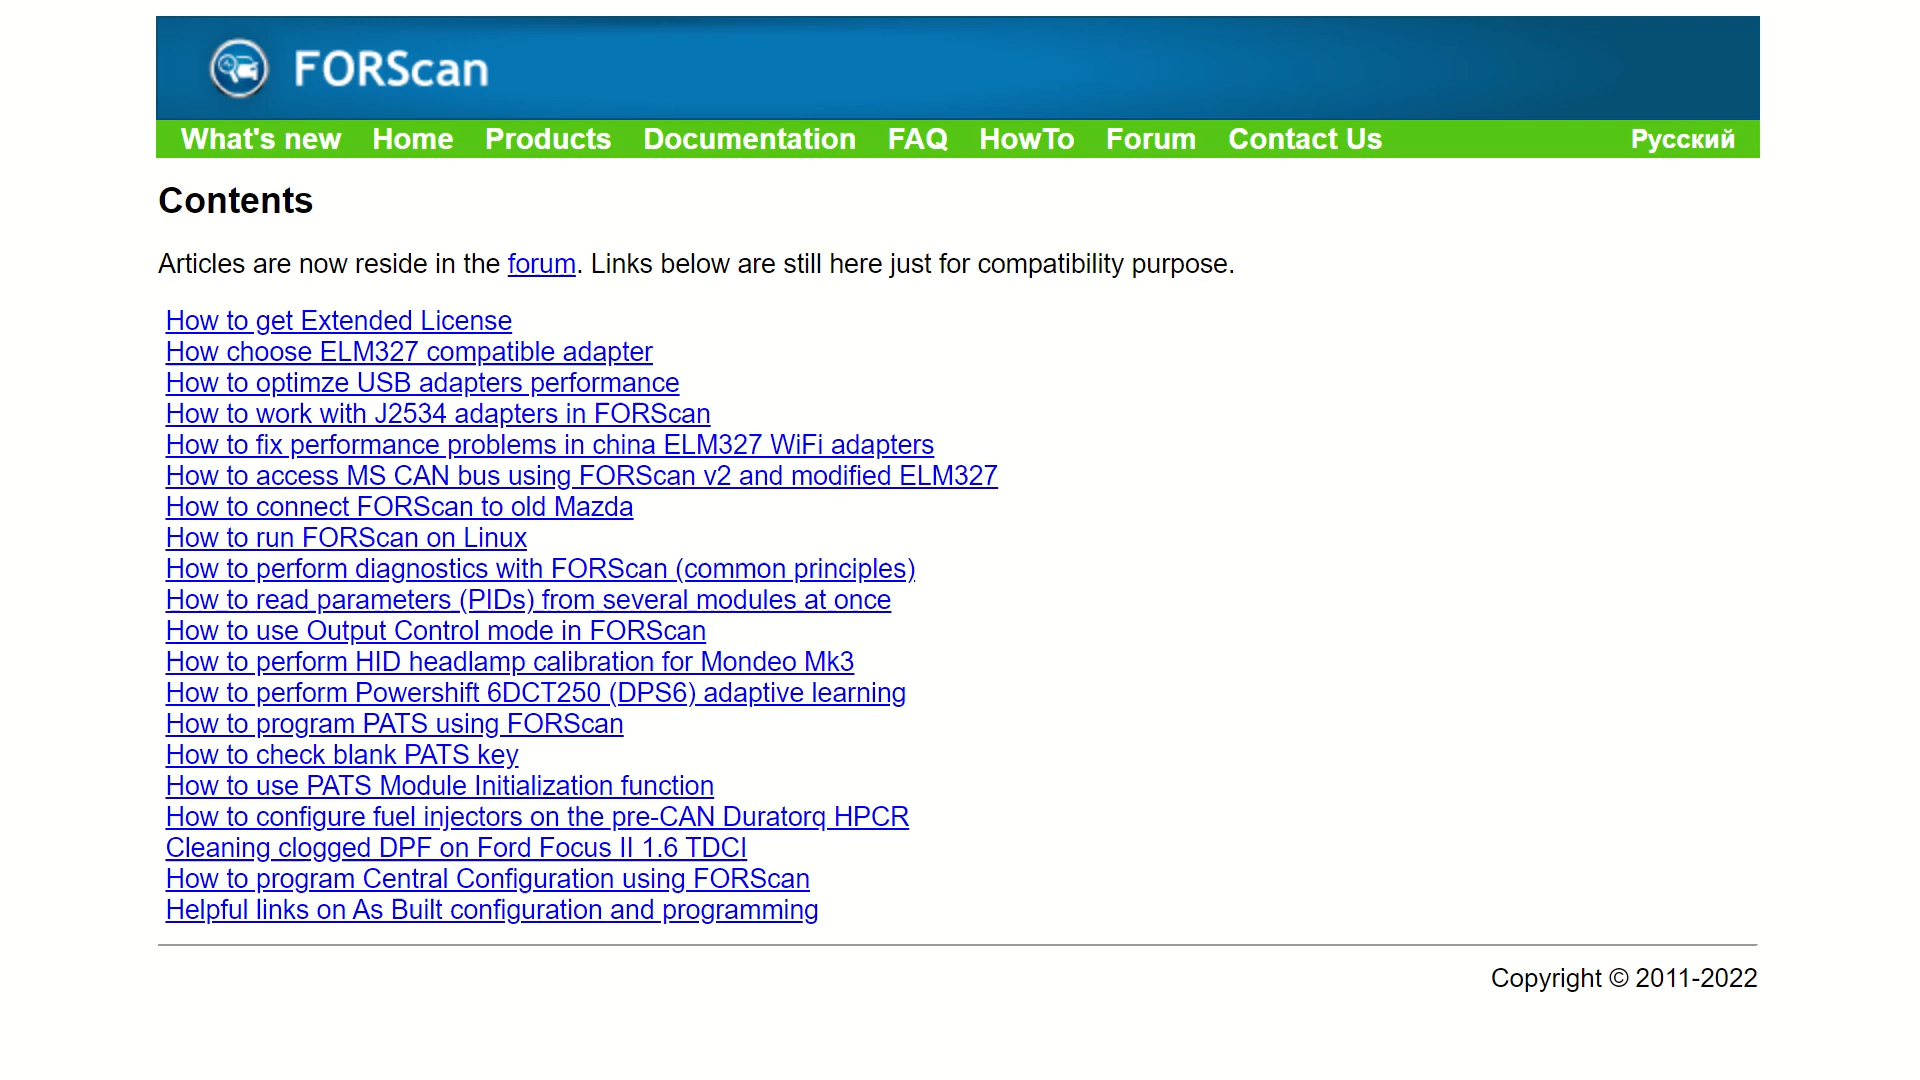 FORScan
What's new Home Products Documentation FAQ HowTo Forum Contact Us Русский
Contents
Articles are now reside in the forum. Links below are still here just for compatibility purpose.
How to get Extended License
How choose ELM327 compatible adapter
How to optimze USB adapters performance
How to work with J2534 adapters in FORScan
How to fix performance problems in china ELM327 WiFi adapters
How to access MS CAN bus using FORScan v2 and modified ELM327
How to connect FORScan to old Mazda
How to run FORScan on Linux
How to perform diagnostics with FORScan (common principles)
How to read parameters (PIDs) from several modules at once
How to use Output Control mode in FORScan
How to perform HID headlamp calibration for Mondeo Mk3
How to perform Powershift 6DCT250 (DPS6) adaptive learning
How to program PATS using FORScan
How to check blank PATS key
How to use PATS Module Initialization function
How to configure fuel injectors on the pre-CAN Duratorq HPCR
Cleaning clogged DPF on Ford Focus II 1.6 TDCI
How to program Central Configuration using FORScan
Helpful links on As Built configuration and programming
Copyright © 2011-2022